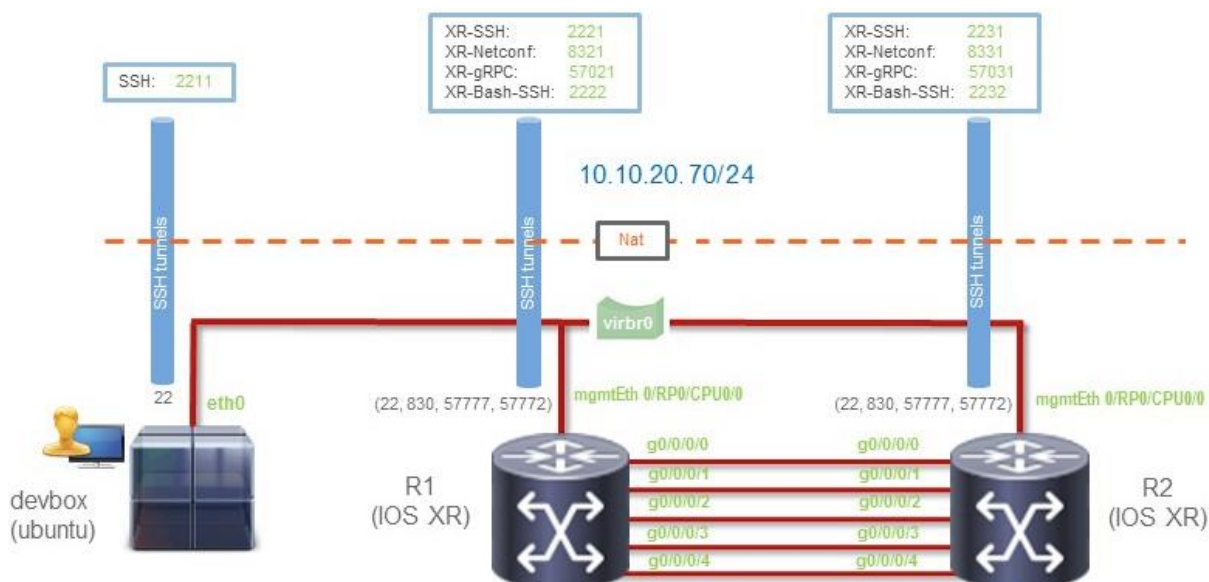 SSH: 2211
XR-SSH: 2221
XR-Netconf: 8321
XR-gRPC: 57021
XR-Bash-SSH: 2222
XR-SSH: 2231
XR-Netconf: 8331
XR-gRPC: 57031
XR-Bash-SSH: 2232
10.10.20.70/24
Nat
SSH tunnels
SSH tunnels
SSH tunnels
virbr0
22
eth0
(22, 830, 57777, 57772)
mgmtEth 0/RP0/CPU0/0
(22, 830, 57777, 57772)
mgmtEth 0/RP0/CPU0/0
devbox
(ubuntu)
R1
(IOS XR)
g0/0/0/0
g0/0/0/0
g0/0/0/1
g0/0/0/1
g0/0/0/2
g0/0/0/2
g0/0/0/3
g0/0/0/3
g0/0/0/4
g0/0/0/4
R2
(IOS XR)